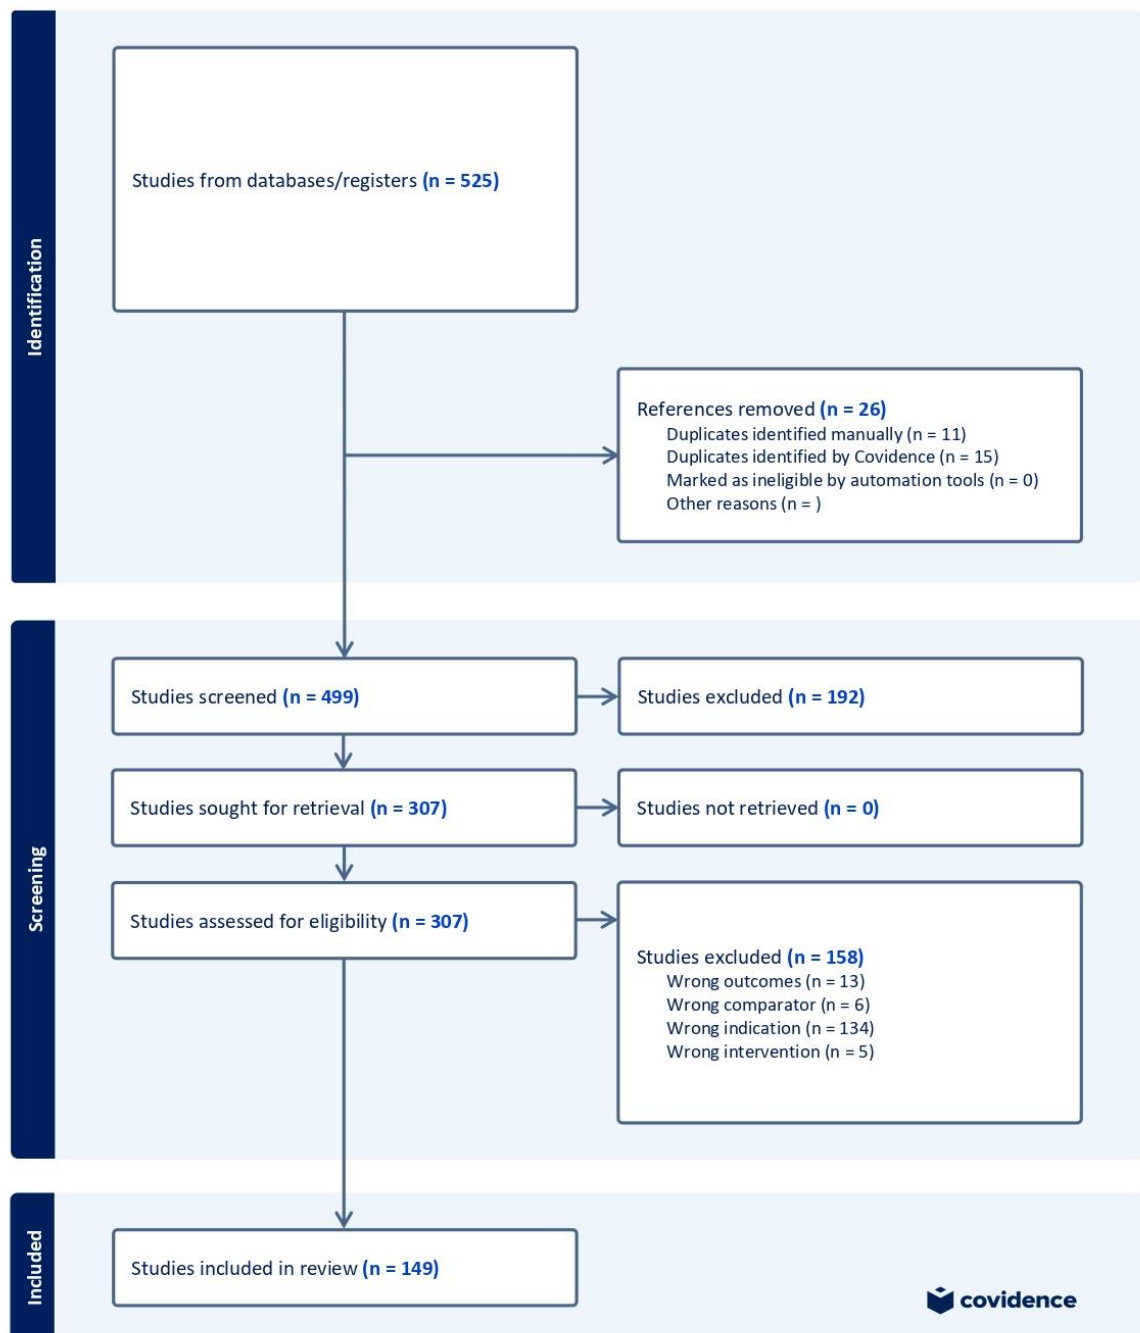 Identification
Studies from databases/registers (n = 525)
References removed (n = 26)
Duplicates identified manually (n = 11)
Duplicates identified by Covidence (n = 15)
Marked as ineligible by automation tools (n = 0)
Other reasons (n = )
Screening
Studies screened (n = 499)
Studies excluded (n = 192)
Studies sought for retrieval (n = 307)
Studies not retrieved (n = 0)
Studies assessed for eligibility (n = 307)
Studies excluded (n = 158)
Wrong outcomes (n = 13)
Wrong comparator (n = 6)
Wrong indication (n = 134)
Wrong intervention (n = 5)
Included
Studies included in review (n = 149)
covidence